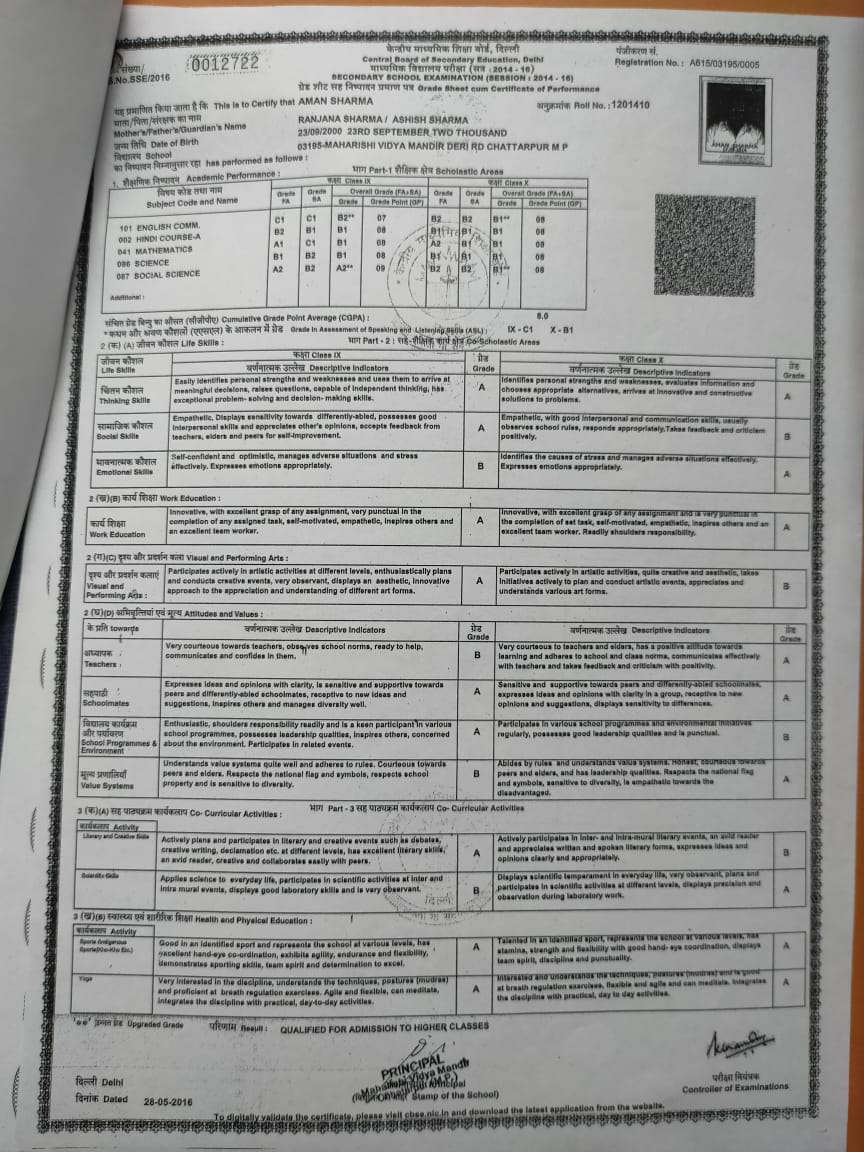 केन्द्रीय माध्यमिक शिक्षा बोर्ड, दिल्ली
Central Board of Secondary Education, Delhi
माध्यमिक विद्यालय परीक्षा (सत्र : 2014 - 16)
SECONDARY SCHOOL EXAMINATION (SESSION : 2014 - 16)
ग्रेड शीट सह निष्पादन प्रमाण पत्र Grade Sheet cum Certificate of Performance
संख्या/ 0012722
S.No.SSE/2016
पंजीकरण सं.
Registration No. : A615/03195/0005
यह प्रमाणित किया जाता है कि This is to Certify that AMAN SHARMA
अनुक्रमांक Roll No. :1201410
माता/पिता/संरक्षक का नाम
Mother's/Father's/Guardian's Name RANJANA SHARMA / ASHISH SHARMA
जन्म तिथि Date of Birth 23/09/2000 23RD SEPTEMBER TWO THOUSAND
विद्यालय School 03195-MAHARISHI VIDYA MANDIR DERI RD CHATTARPUR M P
का निष्पादन निम्नानुसार रहा has performed as follows :
भाग Part-1 शैक्षिक क्षेत्र Scholastic Areas
1. शैक्षणिक निष्पादन Academic Performance :
विषय कोड तथा नाम कक्षा Class IX कक्षा Class X
Subject Code and Name Grade FA Grade SA Overall Grade (FA+SA) Grade FA Grade SA Overall Grade (FA+SA)
Grade Grade Point (GP) Grade Grade Point (GP)
101 ENGLISH COMM. C1 C1 B2** 07 B2 B2 B1** 08
002 HINDI COURSE-A B2 B1 B1 08 B1 B1 B1 08
041 MATHEMATICS A1 C1 B1 08 A2 B1 B1 08
086 SCIENCE B1 B2 B1 08 B1 B1 B1 08
087 SOCIAL SCIENCE A2 B2 A2** 09 B2 B2 B1** 08
Additional :
संचित ग्रेड बिन्दु का औसत (सीजीपीए) Cumulative Grade Point Average (CGPA) : 8.0
* कथन और श्रवण कौशलों (एएसएल) के आकलन में ग्रेड Grade in Assessment of Speaking and Listening Skills (ASL) : IX - C1 X - B1
भाग Part - 2 : सह-शैक्षिक कार्य क्षेत्र Co-Scholastic Areas
2 (क) (A) जीवन कौशल Life Skills :
जीवन कौशल Life Skills कक्षा Class IX ग्रेड Grade कक्षा Class X ग्रेड Grade
वर्णनात्मक उल्लेख Descriptive Indicators वर्णनात्मक उल्लेख Descriptive Indicators
चिंतन कौशल
Thinking Skills
Easily identifies personal strengths and weaknesses and uses them to arrive at
meaningful decisions, raises questions, capable of independent thinking, has
exceptional problem- solving and decision- making skills.
A
Identifies personal strengths and weaknesses, evaluates information and
chooses appropriate alternatives, arrives at innovative and constructive
solutions to problems.
A
सामाजिक कौशल
Social Skills
Empathetic, Displays sensitivity towards differently-abled, possesses good
interpersonal skills and appreciates other's opinions, accepts feedback from
teachers, elders and peers for self-improvement.
A
Empathetic, with good interpersonal and communication skills, usually
observes school rules, responds appropriately.Takes feedback and criticism
positively.
B
भावनात्मक कौशल
Emotional Skills
Self-confident and optimistic, manages adverse situations and stress
effectively. Expresses emotions appropriately.
B
Identifies the causes of stress and manages adverse situations effectively.
Expresses emotions appropriately.
A
2 (ख)(B) कार्य शिक्षा Work Education :
कार्य शिक्षा
Work Education
Innovative, with excellent grasp of any assignment, very punctual in the
completion of any assigned task, self-motivated, empathetic, inspires others and
an excellent team worker.
A
Innovative, with excellent grasp of any assignment and is very punctual in
the completion of set task, self-motivated, empathetic, inspires others and an
excellent team worker. Readily shoulders responsibility.
A
2 (ग)(C) दृश्य और प्रदर्शन कला Visual and Performing Arts :
दृश्य और प्रदर्शन कलाएं
Visual and
Performing Arts :
Participates actively in artistic activities at different levels, enthusiastically plans
and conducts creative events, very observant, displays an aesthetic, innovative
approach to the appreciation and understanding of different art forms.
A
Participates actively in artistic activities, quite creative and aesthetic, takes
initiatives actively to plan and conduct artistic events, appreciates and
understands various art forms.
B
2 (घ)(D) अभिवृत्तियां एवं मूल्य Attitudes and Values :
के प्रति towards वर्णनात्मक उल्लेख Descriptive Indicators ग्रेड Grade वर्णनात्मक उल्लेख Descriptive Indicators ग्रेड Grade
अध्यापक
Teachers :
Very courteous towards teachers, observes school norms, ready to help,
communicates and confides in them.
B
Very courteous to teachers and elders, has a positive attitude towards
learning and adheres to school and class norms, communicates effectively
with teachers and takes feedback and criticism with positivity.
A
सहपाठी
Schoolmates
Expresses ideas and opinions with clarity, is sensitive and supportive towards
peers and differently-abled schoolmates, receptive to new ideas and
suggestions, inspires others and manages diversity well.
A
Sensitive and supportive towards peers and differently-abled schoolmates,
expresses ideas and opinions with clarity in a group, receptive to new
opinions and suggestions, displays sensitivity to differences.
A
विद्यालय कार्यक्रम
और पर्यावरण
School Programmes &
Environment
Enthusiastic, shoulders responsibility readily and is a keen participant in various
school programmes, possesses leadership qualities, inspires others, concerned
about the environment. Participates in related events.
A
Participates in various school programmes and environmental initiatives
regularly, possesses good leadership qualities and is punctual.
B
मूल्य प्रणालियाँ
Value Systems
Understands value systems quite well and adheres to rules. Courteous towards
peers and elders. Respects the national flag and symbols, respects school
property and is sensitive to diversity.
B
Abides by rules and understands value systems. Honest, courteous towards
peers and elders, and has leadership qualities. Respects the national flag
and symbols, sensitive to diversity, is empathetic towards the
disadvantaged.
A
भाग Part - 3 सह पाठ्यक्रम कार्यकलाप Co- Curricular Activities
3 (क)(A) सह पाठ्यक्रम कार्यकलाप Co- Curricular Activities :
कार्यकलाप Activity
Literary and Creative Skills
Actively plans and participates in literary and creative events such as debates,
creative writing, declamation etc. at different levels, has excellent literary skills,
an avid reader, creative and collaborates easily with peers.
A
Actively participates in inter- and intra-mural literary events, an avid reader
and appreciates written and spoken literary forms, expresses ideas and
opinions clearly and appropriately.
B
Scientific Skills
Applies science to everyday life, participates in scientific activities at inter and
intra mural events, displays good laboratory skills and is very observant.
B
Displays scientific temperament in everyday life, very observant, plans and
participates in scientific activities at different levels, displays precision and
observation during laboratory work.
A
3 (ख)(B) स्वास्थ्य एवं शारीरिक शिक्षा Health and Physical Education :
कार्यकलाप Activity
Sports /Indigenous
Sports(Kho-Kho Etc.)
Good in an identified sport and represents the school at various levels, has
excellent hand-eye co-ordination, exhibits agility, endurance and flexibility,
demonstrates sporting skills, team spirit and determination to excel.
A
Talented in an identified sport, represents the school at various levels, has
stamina, strength and flexibility with good hand- eye coordination, displays
team spirit, discipline and punctuality.
A
Yoga
Very interested in the discipline, understands the techniques, postures (mudras)
and proficient at breath regulation exercises. Agile and flexible, can meditate,
integrates the discipline with practical, day-to-day activities.
A
Interested and understands the techniques, postures (mudras) and is good
at breath regulation exercises, flexible and agile and can meditate. Integrates
the discipline with practical, day to day activities.
A
'**' उन्नत ग्रेड Upgraded Grade परिणाम Result : QUALIFIED FOR ADMISSION TO HIGHER CLASSES
PRINCIPAL
Stamp of the School)
दिल्ली Delhi
दिनांक Dated 28-05-2016
परीक्षा नियंत्रक
Controller of Examinations
To digitally validate the certificate, please visit cbse.nic.in and download the latest application from the website.